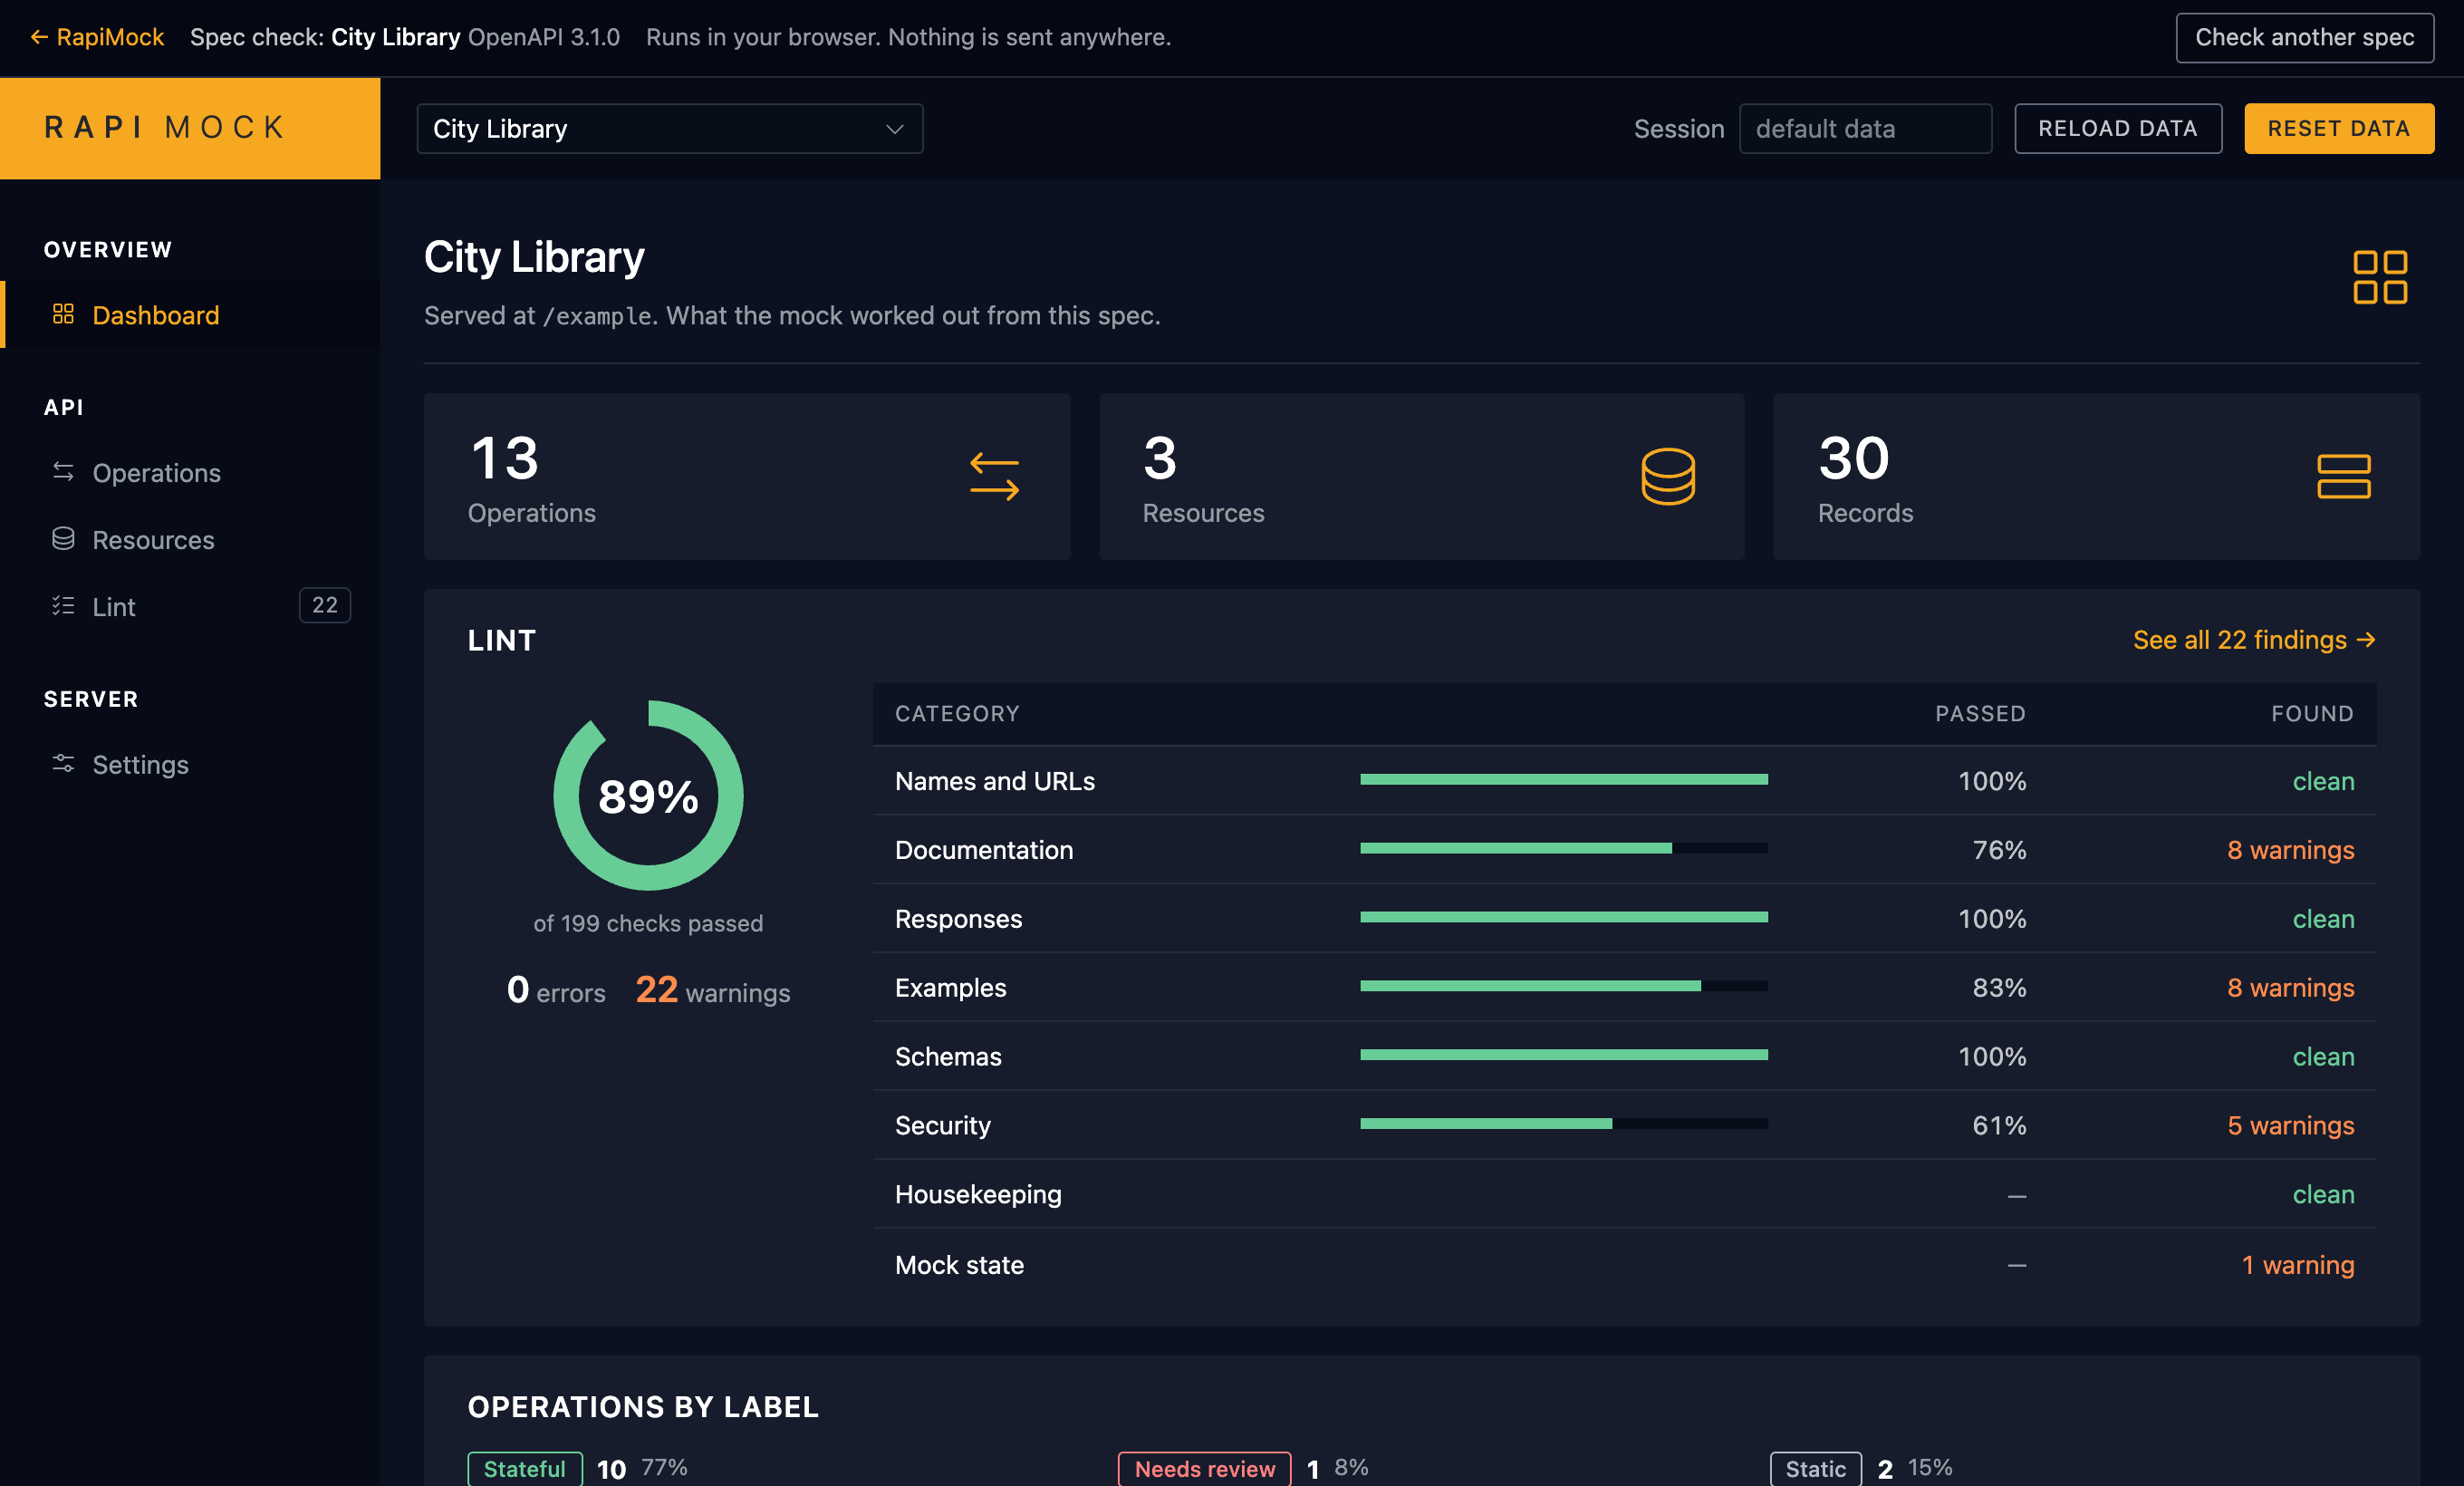 ← RapiMock Spec check: City Library OpenAPI 3.1.0 Runs in your browser. Nothing is sent anywhere. Check another spec
RAPI MOCK
City Library
Session default data RELOAD DATA RESET DATA
OVERVIEW
Dashboard
API
Operations
Resources
Lint 22
SERVER
Settings
City Library
Served at /example. What the mock worked out from this spec.
13
Operations
3
Resources
30
Records
LINT
See all 22 findings →
89%
of 199 checks passed
0 errors 22 warnings
CATEGORY PASSED FOUND
Names and URLs 100% clean
Documentation 76% 8 warnings
Responses 100% clean
Examples 83% 8 warnings
Schemas 100% clean
Security 61% 5 warnings
Housekeeping — clean
Mock state — 1 warning
OPERATIONS BY LABEL
Stateful 10 77% Needs review 1 8% Static 2 15%